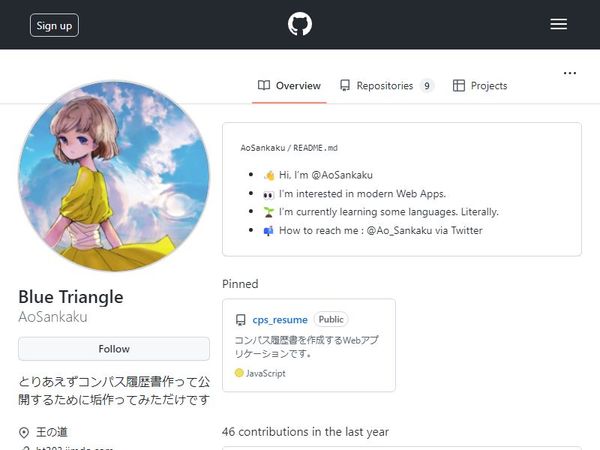 Sign up
Overview
Repositories 9
Projects
AoSankaku / README.md
Hi, I'm @AoSankaku
I'm interested in modern Web Apps.
I'm currently learning some languages. Literally.
How to reach me : @Ao_Sankaku via Twitter
Blue Triangle
AoSankaku
Follow
とりあえずコンパス履歴書作って公
開するために垢作ってみただけです
王の道
Pinned
cps_resume Public
コンパス履歴書を作成するWebアプ
リケーションです。
JavaScript
46 contributions in the last year